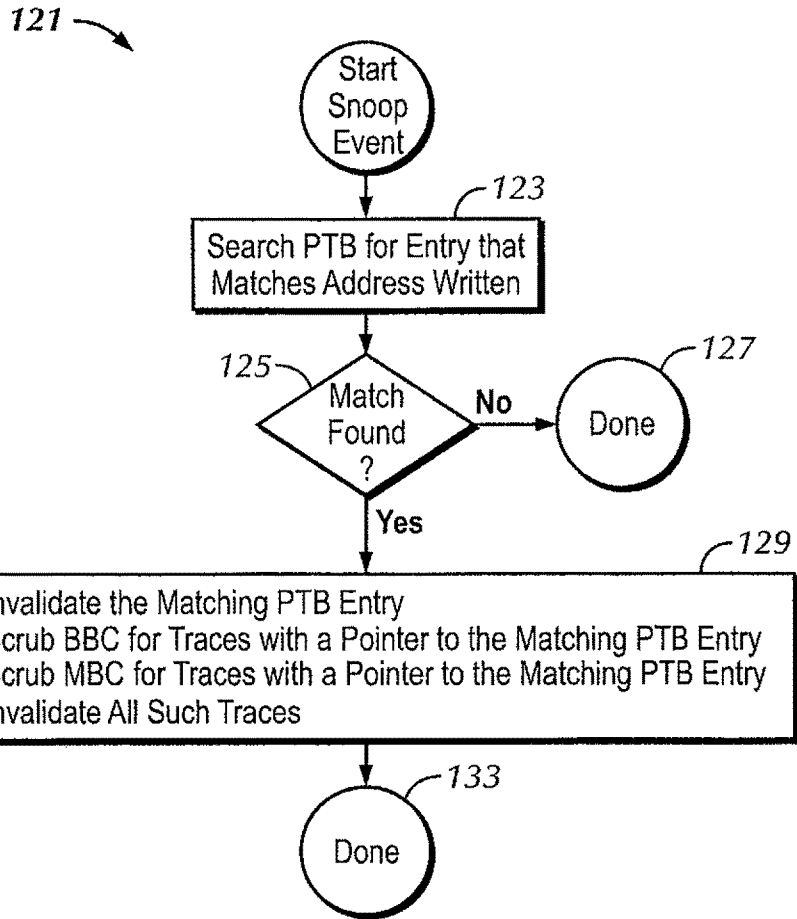 121
Start
Snoop
Event
123
Search PTB for Entry that
Matches Address Written
125
Match
Found
?
No
127
Done
Yes
129
nvalidate the Matching PTB Entry
crub BBC for Traces with a Pointer to the Matching PTB Entry
crub MBC for Traces with a Pointer to the Matching PTB Entry
nvalidate All Such Traces
133
Done